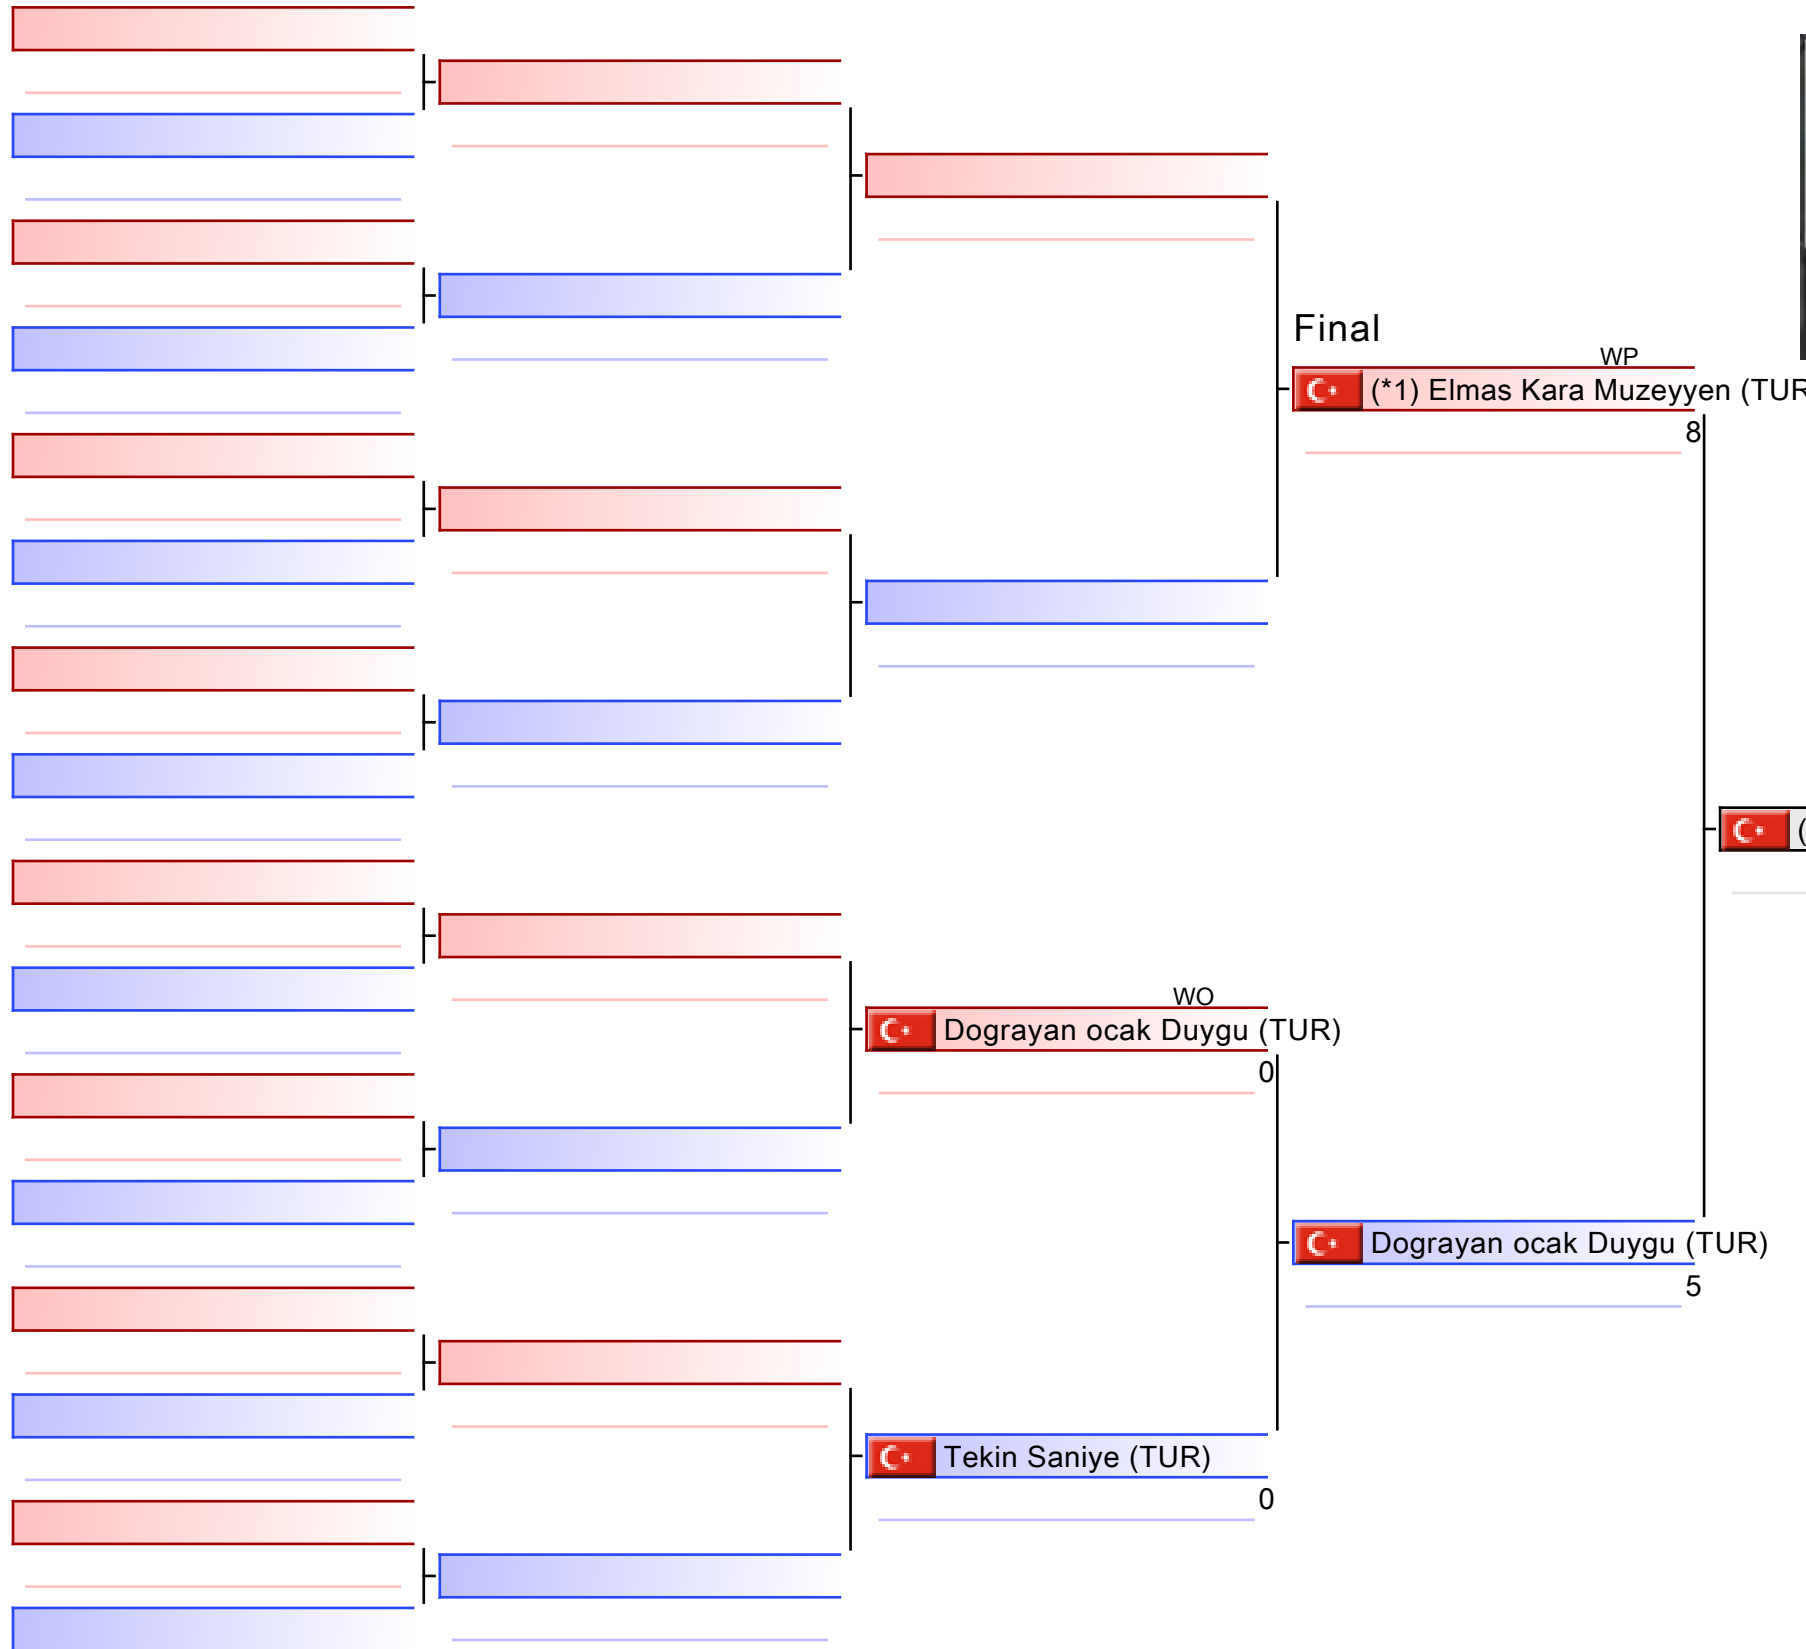 Final
WP
(*1) Elmas Kara Muzeyyen (TUR
8
(
WO
Dograyan ocak Duygu (TUR)
0
Dograyan ocak Duygu (TUR)
5
Tekin Saniye (TUR)
0